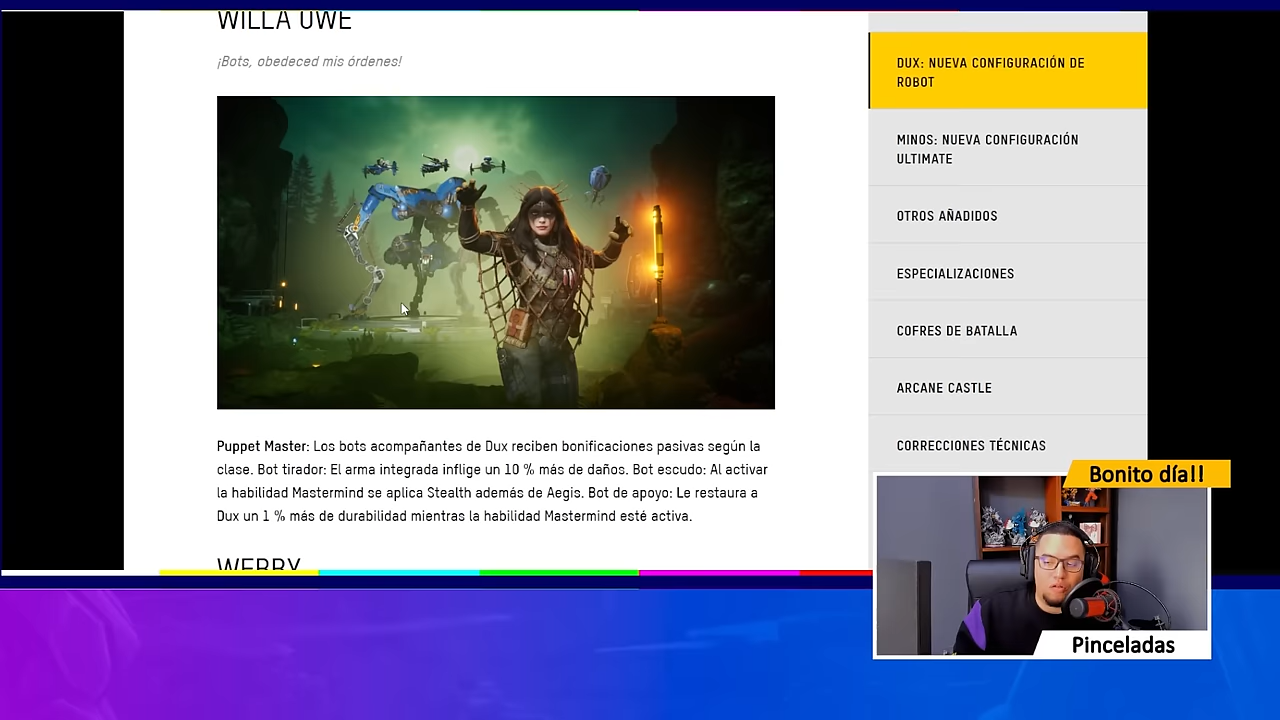 WILLA OWE
¡Bots, obedeced mis órdenes!
Puppet Master: Los bots acompañantes de Dux reciben bonificaciones pasivas según la
clase. Bot tirador: El arma integrada inflige un 10 % más de daños. Bot escudo: Al activar
la habilidad Mastermind se aplica Stealth además de Aegis. Bot de apoyo: Le restaura a
Dux un 1 % más de durabilidad mientras la habilidad Mastermind esté activa.
WERRY
DUX: NUEVA CONFIGURACIÓN DE
ROBOT
MINOS: NUEVA CONFIGURACIÓN
ULTIMATE
OTROS AÑADIDOS
ESPECIALIZACIONES
COFRES DE BATALLA
ARCANE CASTLE
CORRECCIONES TÉCNICAS
Bonito día!!
Pinceladas